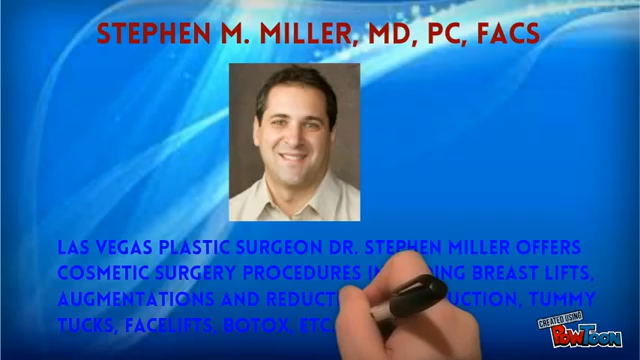 STEPHEN M. MILLER, MD, PC, FACS
LAS VEGAS PLASTIC SURGEON DR. STEPHEN MILLER OFFERS
COSMETIC SURGERY PROCEDURES BREAST LIFTS,
AUGMENTATIONS AND TUMMY
TUCKS, FACELIFTS, BOTOX, ETC.
CREATED USING
POWTOON